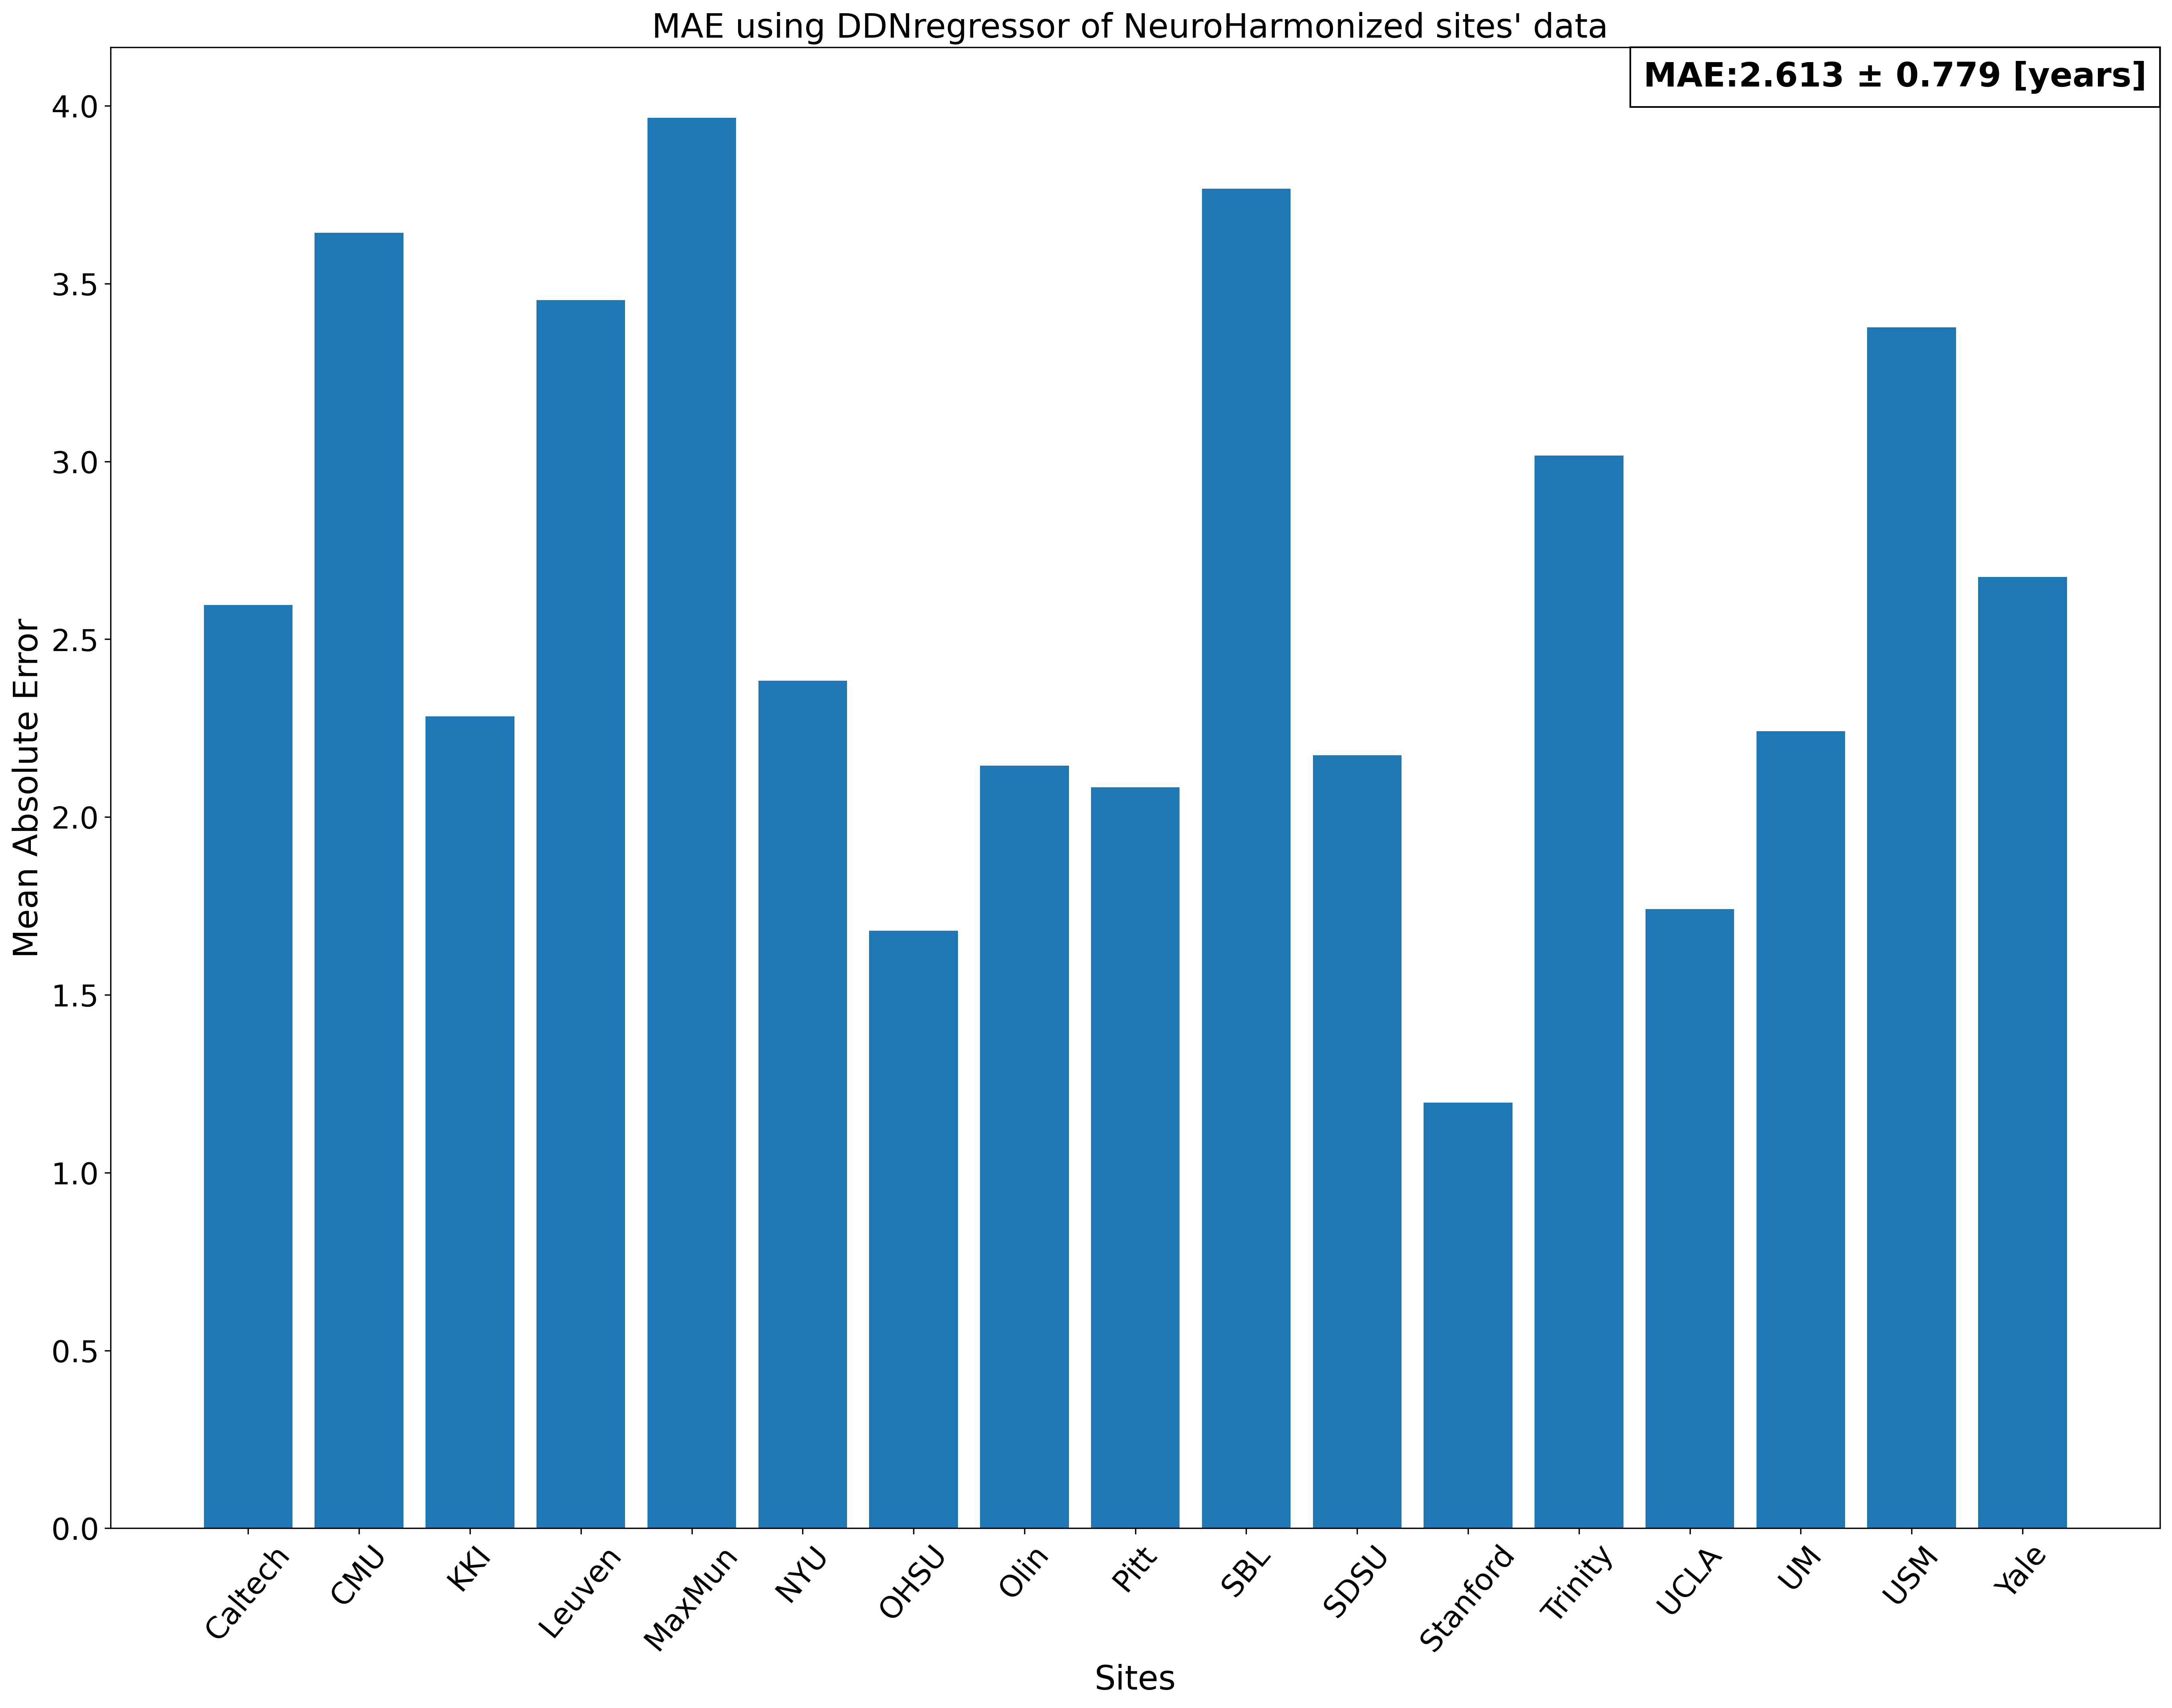 MAE using DDNregressor of NeuroHarmonized sites' data
MAE:2.613 ± 0.779 [years]
Mean Absolute Error
4.0
3.5
3.0
2.5
2.0
1.5
1.0
0.5
0.0
Caltech
CMU
KKI
Leuven
MaxMun
NYU
OHSU
Olin
Pitt
SBL
SDSU
Stanford
Trinity
UCLA
UM
USM
Yale
Sites